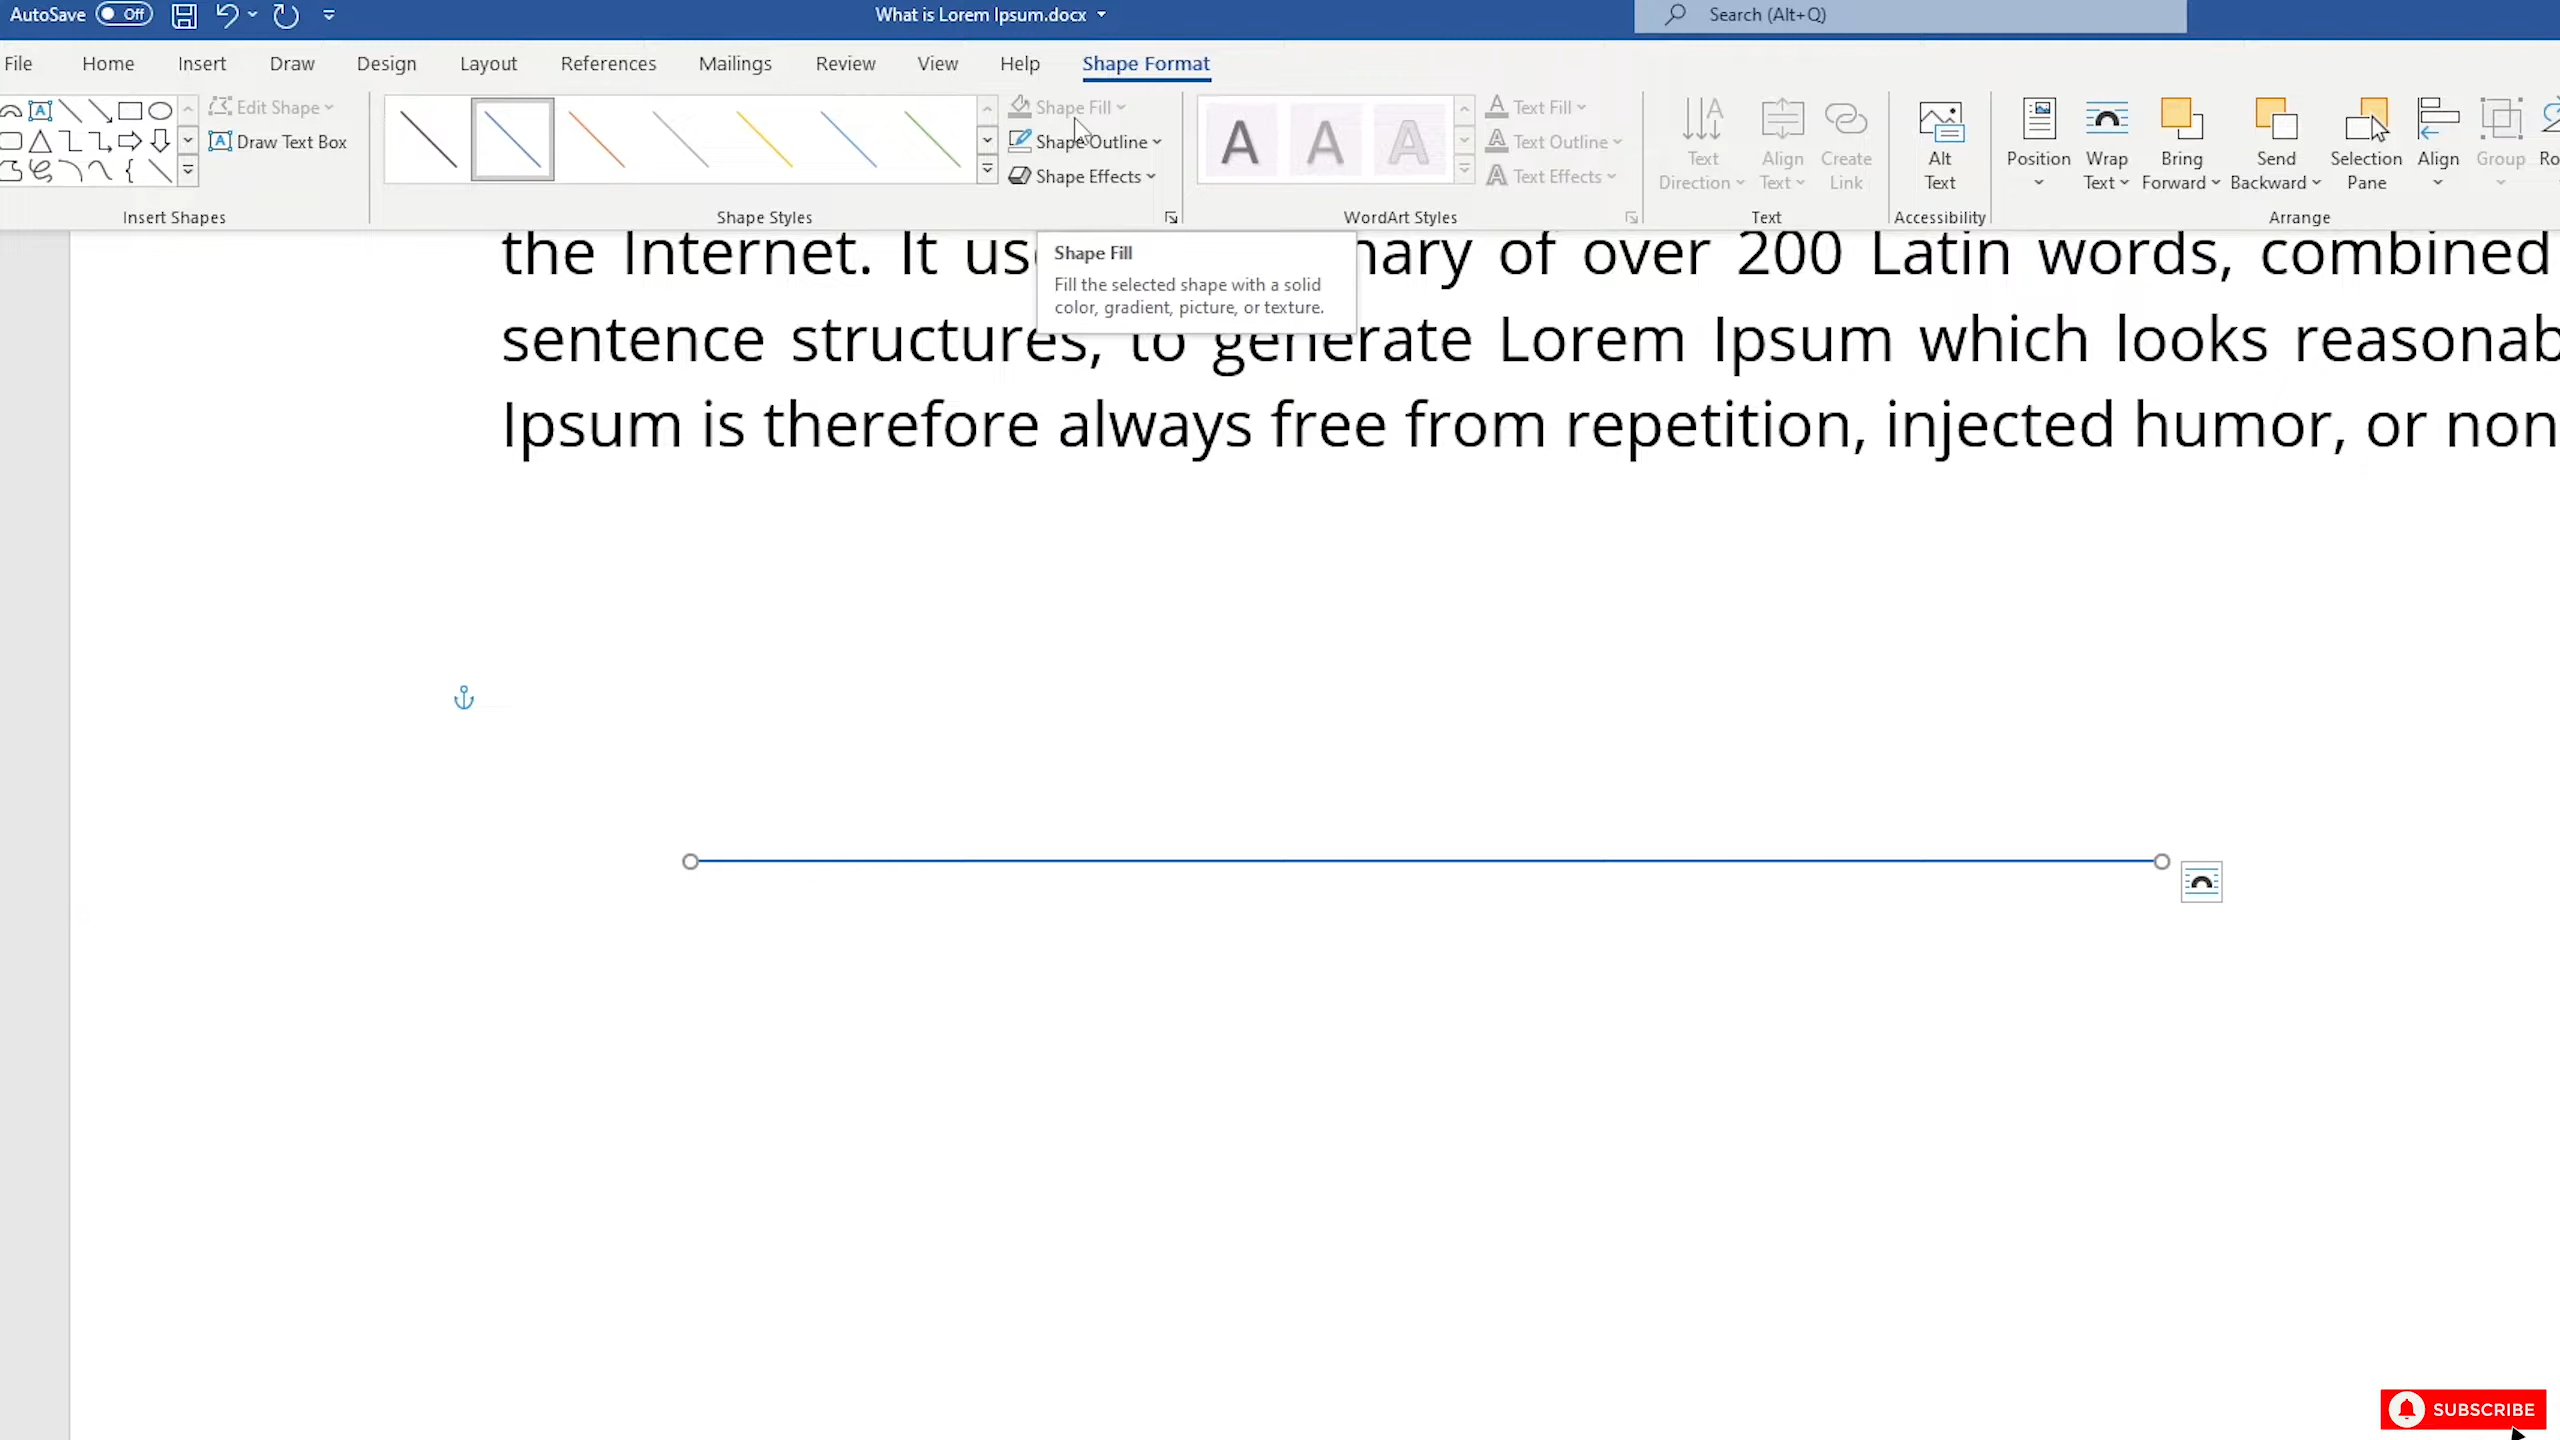 AutoSave Off
What is Lorem Ipsum.docx
Search (Alt+Q)
File Home Insert Draw Design Layout References Mailings Review View Help Shape Format
Edit Shape
Draw Text Box
Insert Shapes
Shape Fill
Shape Outline
Shape Effects
Shape Styles
A A A
Text Fill
Text Outline
Text Effects
WordArt Styles
Text Direction
Align Text
Create Link
Text
Alt Text
Accessibility
Position
Wrap Text
Bring Forward
Send Backward
Selection Pane
Align
Group
Ro
Arrange
Shape Fill
Fill the selected shape with a solid
color, gradient, picture, or texture.
the Internet. It us nary of over 200 Latin words, combined
sentence structures, to generate Lorem Ipsum which looks reasonab
Ipsum is therefore always free from repetition, injected humor, or non
SUBSCRIBE